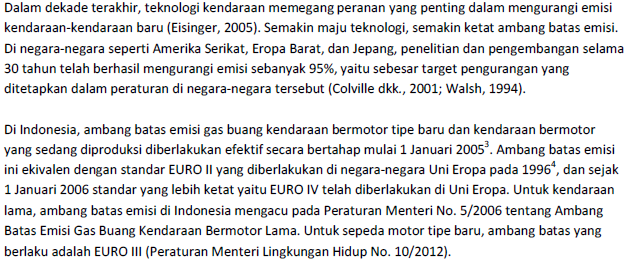 Dalam dekade terakhir, teknologi kendaraan memegang peranan yang penting dalam mengurangi emisi
kendaraan-kendaraan baru (Eisinger, 2005). Semakin maju teknologi, semakin ketat ambang batas emisi.
Di negara-negara seperti Amerika Serikat, Eropa Barat, dan Jepang, penelitian dan pengembangan selama
30 tahun telah berhasil mengurangi emisi sebanyak 95%, yaitu sebesar target pengurangan yang
ditetapkan dalam peraturan di negara-negara tersebut (Colville dkk., 2001; Walsh, 1994).

Di Indonesia, ambang batas emisi gas buang kendaraan bermotor tipe baru dan kendaraan bermotor
yang sedang diproduksi diberlakukan efektif secara bertahap mulai 1 Januari 2005³. Ambang batas emisi
ini ekivalen dengan standar EURO II yang diberlakukan di negara-negara Uni Eropa pada 1996⁴, dan sejak
1 Januari 2006 standar yang lebih ketat yaitu EURO IV telah diberlakukan di Uni Eropa. Untuk kendaraan
lama, ambang batas emisi di Indonesia mengacu pada Peraturan Menteri No. 5/2006 tentang Ambang
Batas Emisi Gas Buang Kendaraan Bermotor Lama. Untuk sepeda motor tipe baru, ambang batas yang
berlaku adalah EURO III (Peraturan Menteri Lingkungan Hidup No. 10/2012).